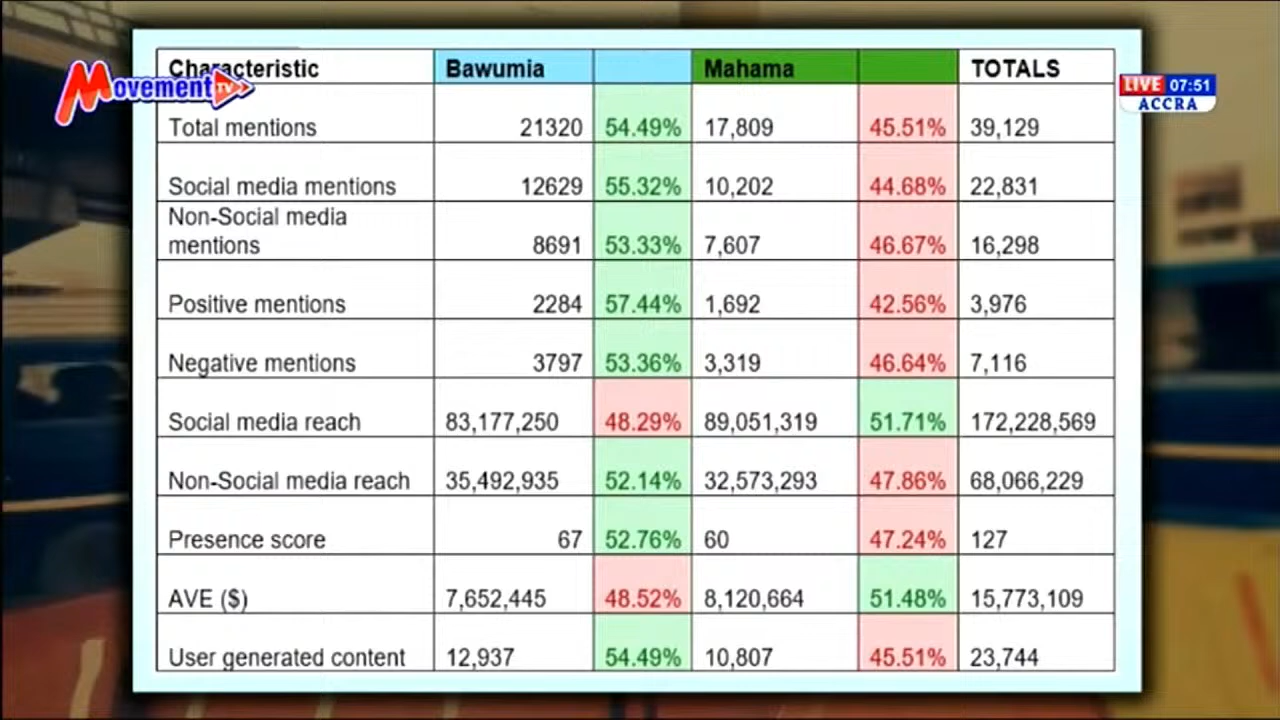 Characteristic Bawumia Mahama TOTALS
Movement TV
LIVE 07:51
ACCRA
Total mentions 21320 54.49% 17,809 45.51% 39,129
Social media mentions 12629 55.32% 10,202 44.68% 22,831
Non-Social media
mentions 8691 53.33% 7,607 46.67% 16,298
Positive mentions 2284 57.44% 1,692 42.56% 3,976
Negative mentions 3797 53.36% 3,319 46.64% 7,116
Social media reach 83,177,250 48.29% 89,051,319 51.71% 172,228,569
Non-Social media reach 35,492,935 52.14% 32,573,293 47.86% 68,066,229
Presence score 67 52.76% 60 47.24% 127
AVE ($) 7,652,445 48.52% 8,120,664 51.48% 15,773,109
User generated content 12,937 54.49% 10,807 45.51% 23,744